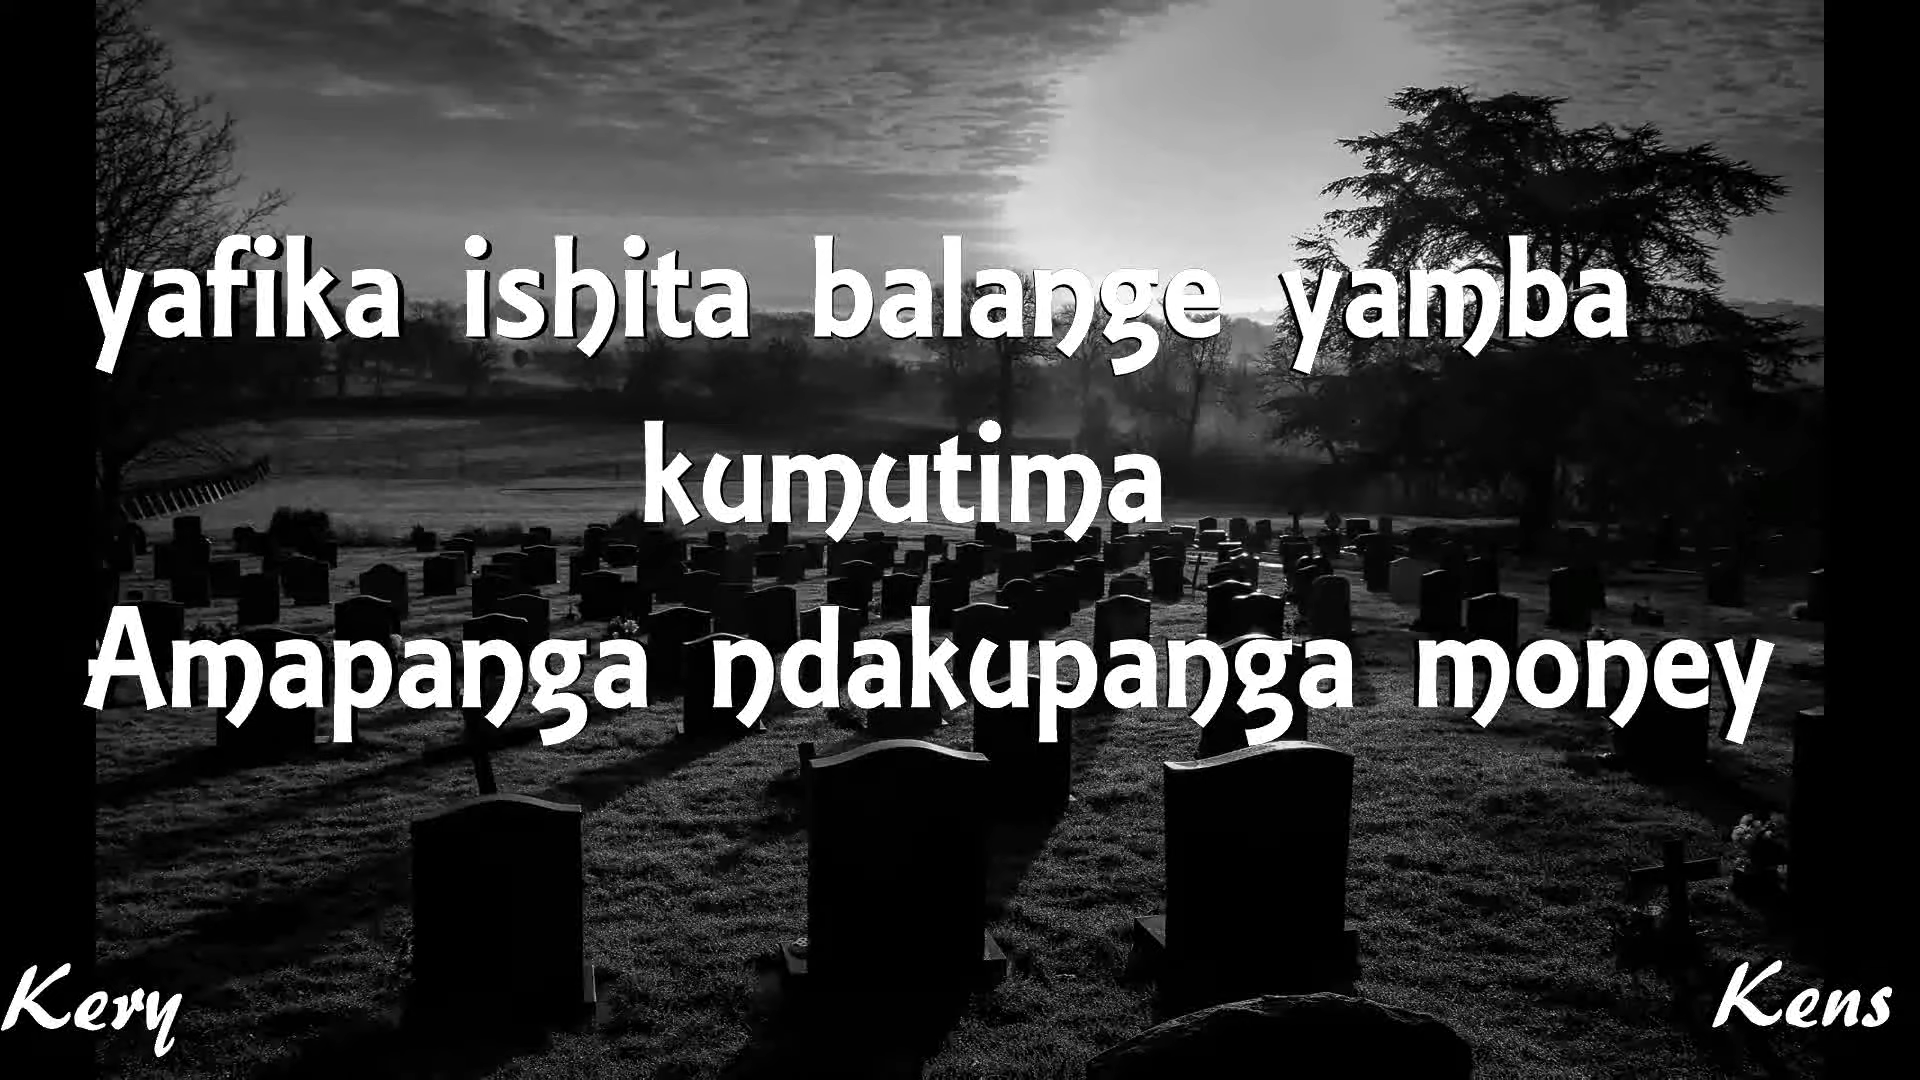 yafika ishita balange yamba
kumutima
Amapanga ndakupanga money
Kery
Kens